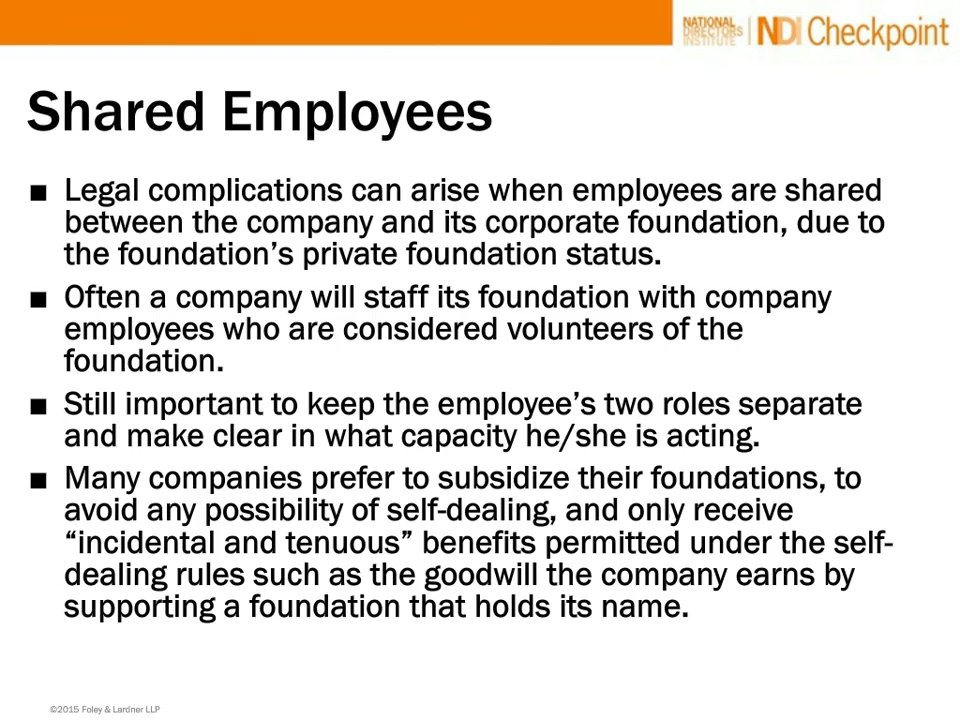 NATIONAL
DIRECTORS
INSTITUTE
NDI Checkpoint
Shared Employees
■ Legal complications can arise when employees are shared
between the company and its corporate foundation, due to
the foundation’s private foundation status.
■ Often a company will staff its foundation with company
employees who are considered volunteers of the
foundation.
■ Still important to keep the employee’s two roles separate
and make clear in what capacity he/she is acting.
■ Many companies prefer to subsidize their foundations, to
avoid any possibility of self-dealing, and only receive
“incidental and tenuous” benefits permitted under the self-
dealing rules such as the goodwill the company earns by
supporting a foundation that holds its name.
©2015 Foley & Lardner LLP